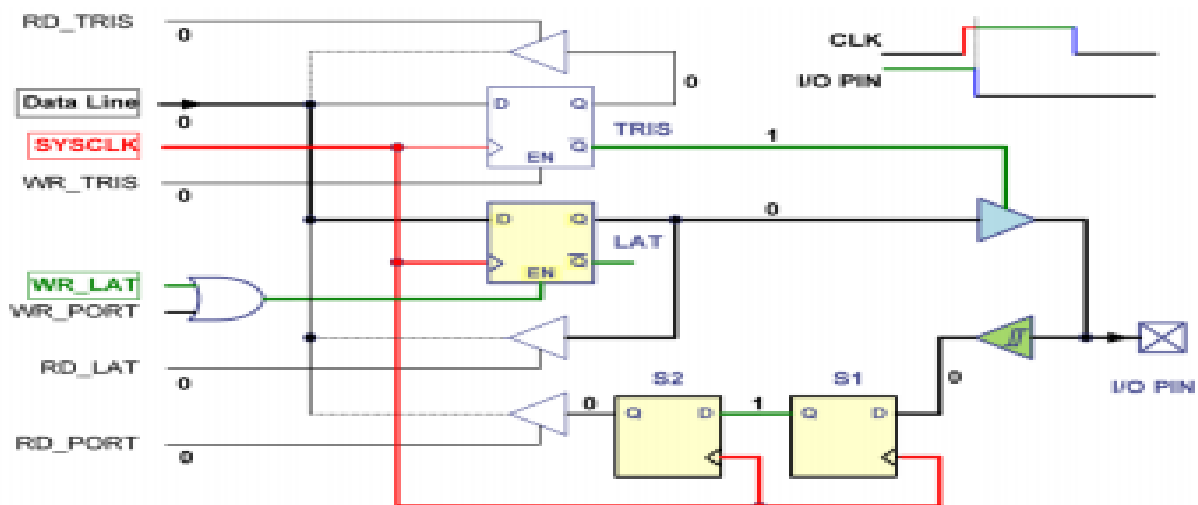 RD_TRIS
0
CLK
I/O PIN
0
Data Line
0
D Q
TRIS
SYSCLK
EN Q
1
WR_TRIS
0
D Q
0
LAT
EN Q
WR_LAT
WR_PORT
RD_LAT
0
S2
S1
0
I/O PIN
0
Q D
1
Q D
RD_PORT
0